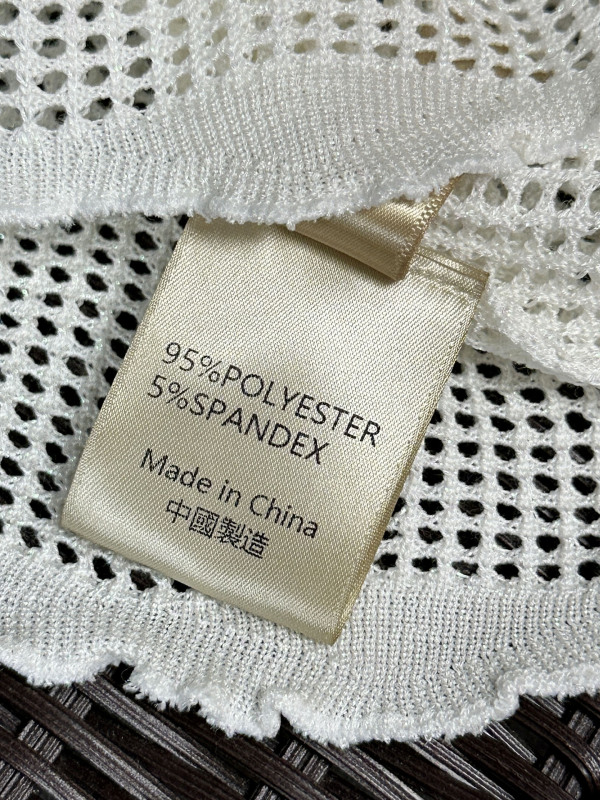 95%POLYESTER
5%SPANDEX
Made in China
中國製造